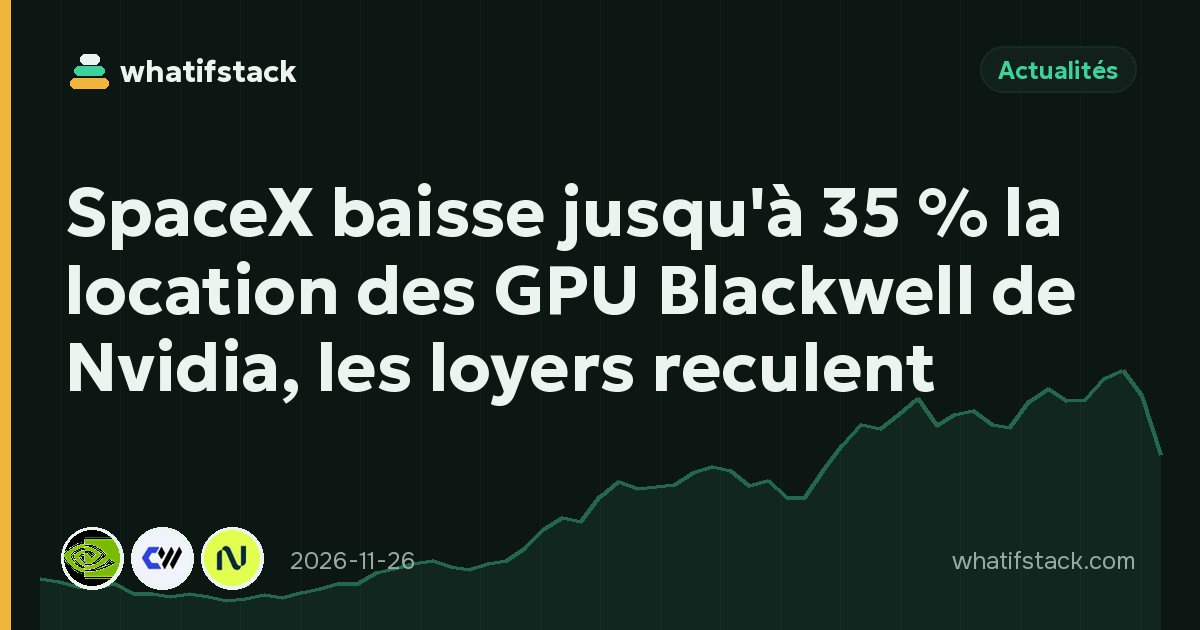 whatifstack
Actualités
SpaceX baisse jusqu'à 35 % la
location des GPU Blackwell de
Nvidia, les loyers reculent
2026-11-26
whatifstack.com